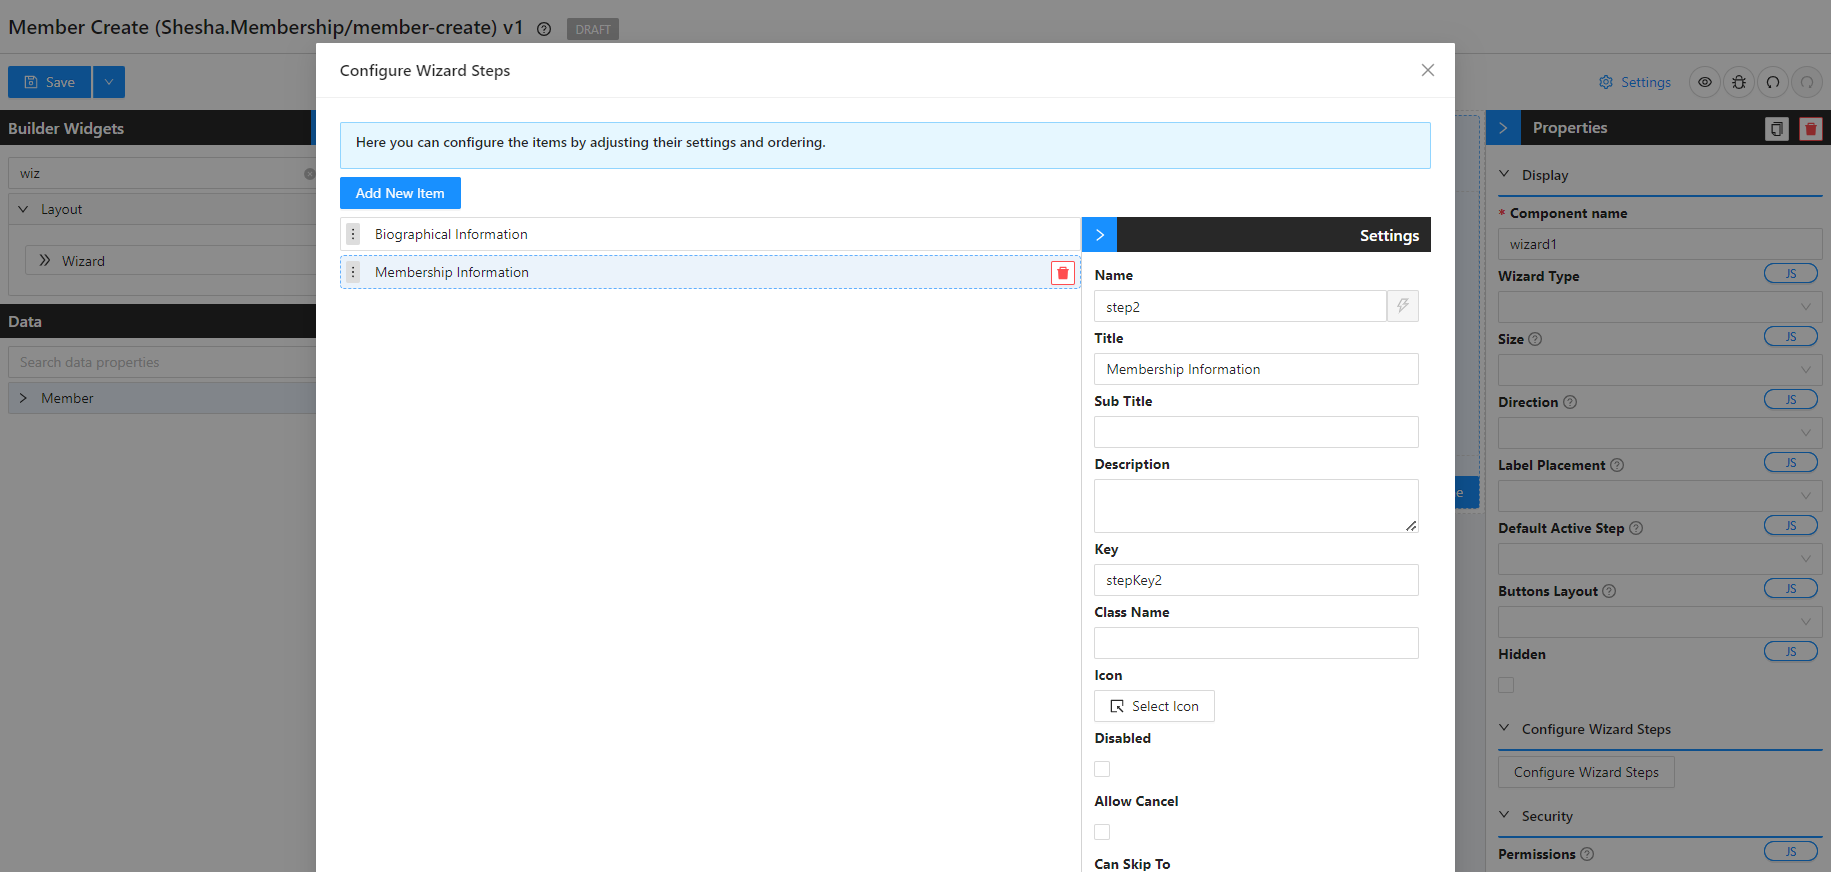 Member Create (Shesha.Membership/member-create) v1
DRAFT
Save
Settings
Builder Widgets
wiz
Layout
Wizard
Data
Search data properties
Member
Configure Wizard Steps
Here you can configure the items by adjusting their settings and ordering.
Add New Item
Biographical Information
Membership Information
Settings
Name
step2
Title
Membership Information
Sub Title
Description
Key
stepKey2
Class Name
Icon
Select Icon
Disabled
Allow Cancel
Can Skip To
e
Properties
Display
* Component name
wizard1
Wizard Type
JS
Size
JS
Direction
JS
Label Placement
JS
Default Active Step
JS
Buttons Layout
JS
Hidden
JS
Configure Wizard Steps
Configure Wizard Steps
Security
Permissions
JS